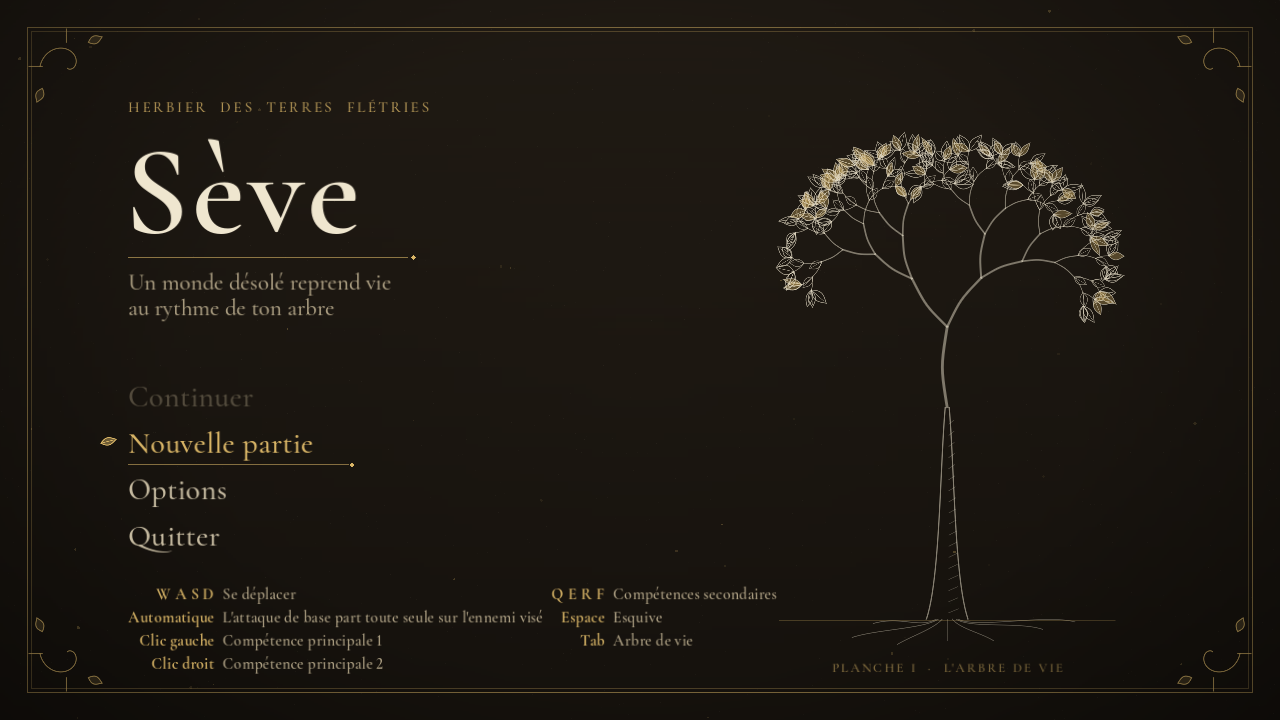 HERBIER DES TERRES FLÉTRIES
Sève
Un monde désolé reprend vie
au rythme de ton arbre
Continuer
Nouvelle partie
Options
Quitter
W A S D Se déplacer
Automatique L'attaque de base part toute seule sur l'ennemi visé
Clic gauche Compétence principale 1
Clic droit Compétence principale 2
Q E R F Compétences secondaires
Espace Esquive
Tab Arbre de vie
PLANCHE I · L'ARBRE DE VIE